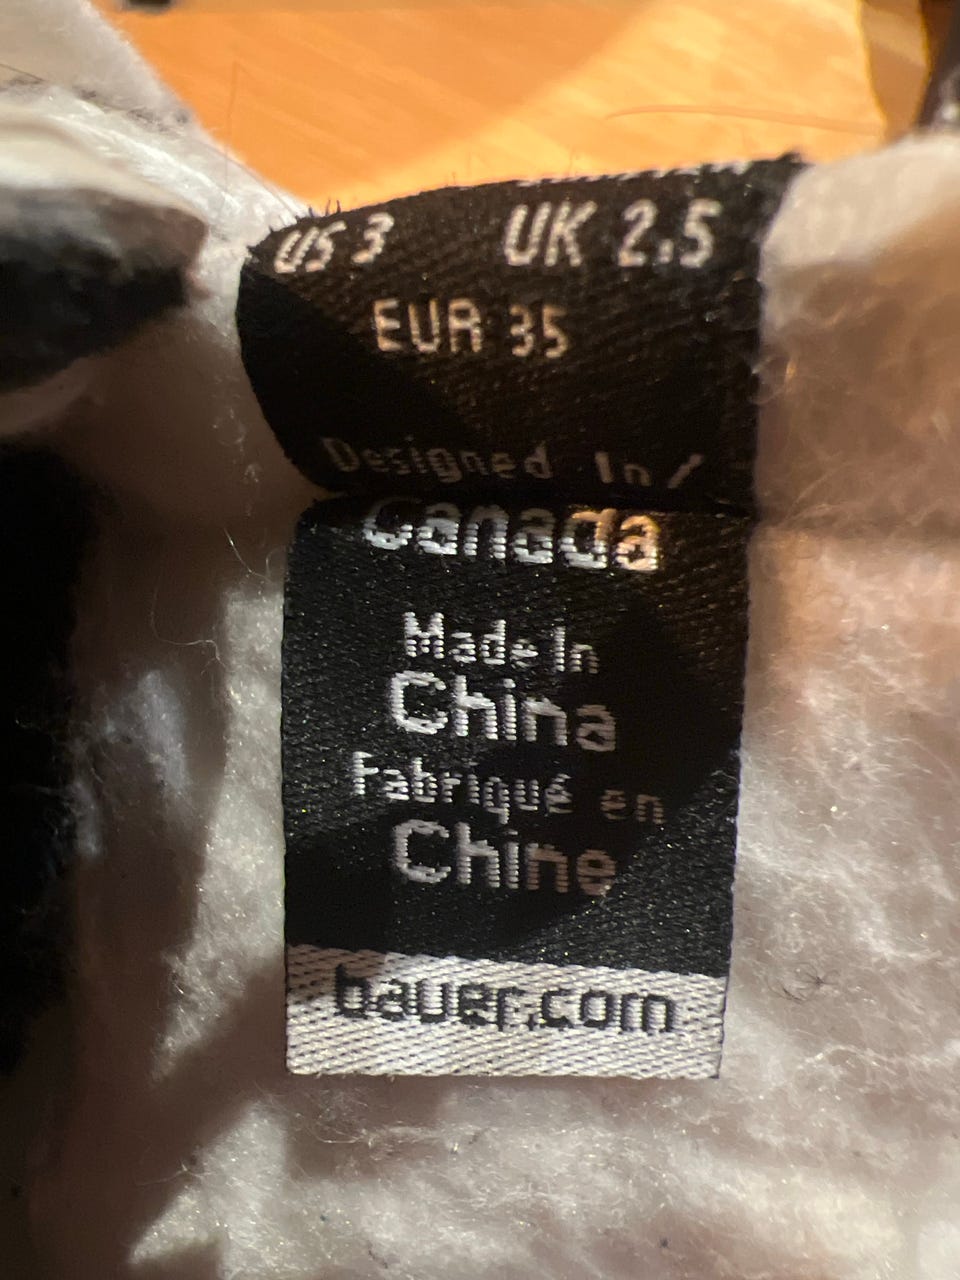 US 3 UK 2.5
EUR 35
Designed In/
Canada
Made In
China
Fabriqué en
Chine
bauer.com